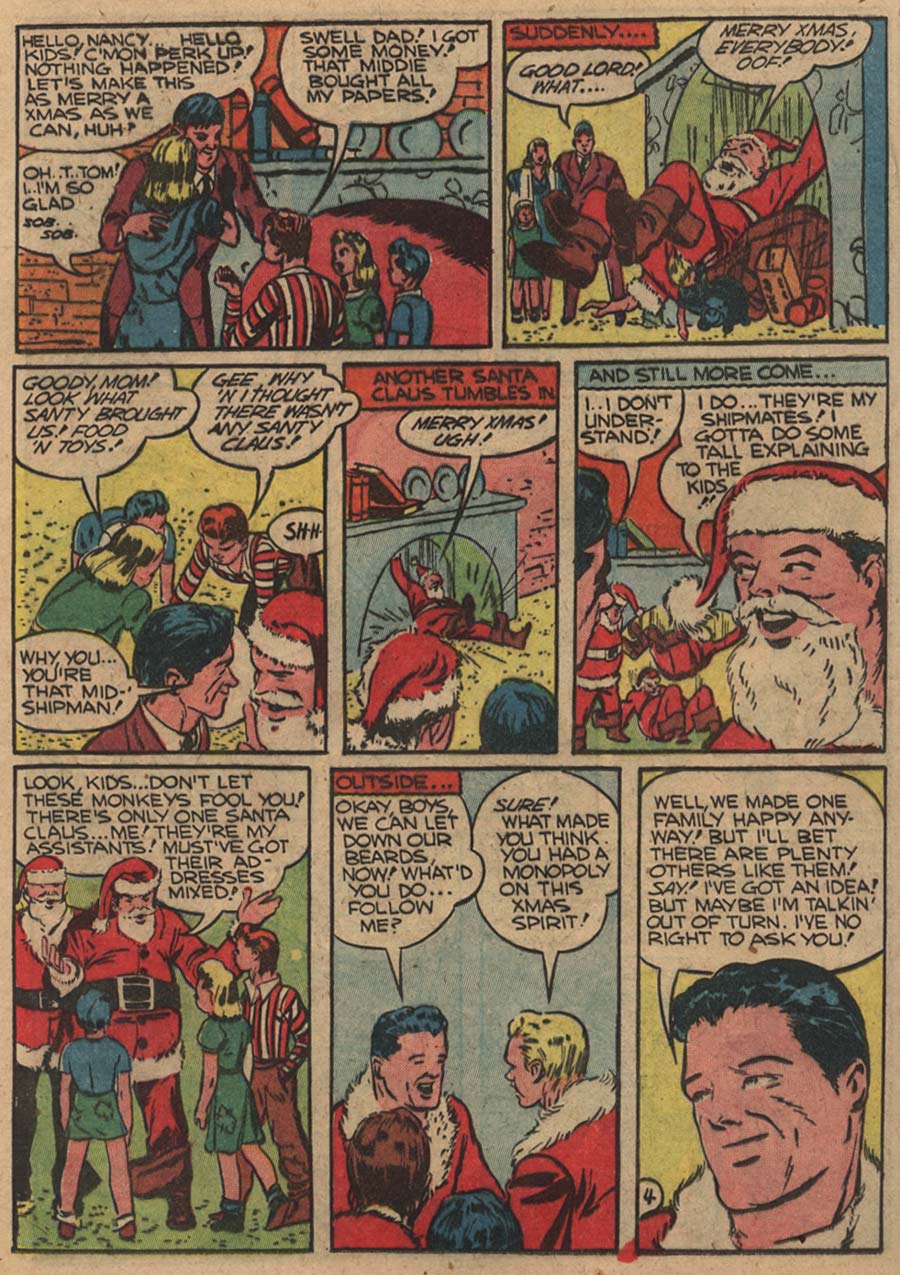 HELLO, NANCY... HELLO
KIDS! C'MON PERK UP!
NOTHING HAPPENED!
LET'S MAKE THIS
AS MERRY A
XMAS AS WE
CAN, HUH?
SWELL DAD! I GOT
SOME MONEY!
THAT MIDDIE
BOUGHT ALL
MY PAPERS!
OH. T..TOM!
I..I'M SO
GLAD
SOB..
SOB..
SUDDENLY....
GOOD LORD!
WHAT....
MERRY XMAS,
EVERYBODY!
OOF!
GOODY, MOM!
LOOK WHAT
SANTY BROUGHT
US! FOOD
'N TOYS!
GEE WHY
'N I THOUGHT
THERE WASN'T
ANY SANTY
CLAUS!
SH-H-
WHY YOU...
YOU'RE
THAT MID-
SHIPMAN!
ANOTHER SANTA
CLAUS TUMBLES IN
MERRY XMAS!
UGH!
AND STILL MORE COME...
I..I DON'T
UNDER-
STAND!
I DO... THEY'RE MY
SHIPMATES! I
GOTTA DO SOME
TALL EXPLAINING
TO THE
KIDS
!!
LOOK, KIDS...DON'T LET
THESE MONKEYS FOOL YOU!
THERE'S ONLY ONE SANTA
CLAUS...ME! THEY'RE MY
ASSISTANTS! MUST'VE GOT
THEIR AD-
DRESSES
MIXED!
OUTSIDE...
OKAY, BOYS,
WE CAN LET
DOWN OUR
BEARDS,
NOW! WHAT'D
YOU DO...
FOLLOW
ME?
SURE!
WHAT MADE
YOU THINK
YOU HAD A
MONOPOLY
ON THIS
XMAS
SPIRIT!
WELL, WE MADE ONE
FAMILY HAPPY ANY-
WAY! BUT I'LL BET
THERE ARE PLENTY
OTHERS LIKE THEM!
SAY! I'VE GOT AN IDEA!
BUT MAYBE I'M TALKIN'
OUT OF TURN. I'VE NO
RIGHT TO ASK YOU!
4